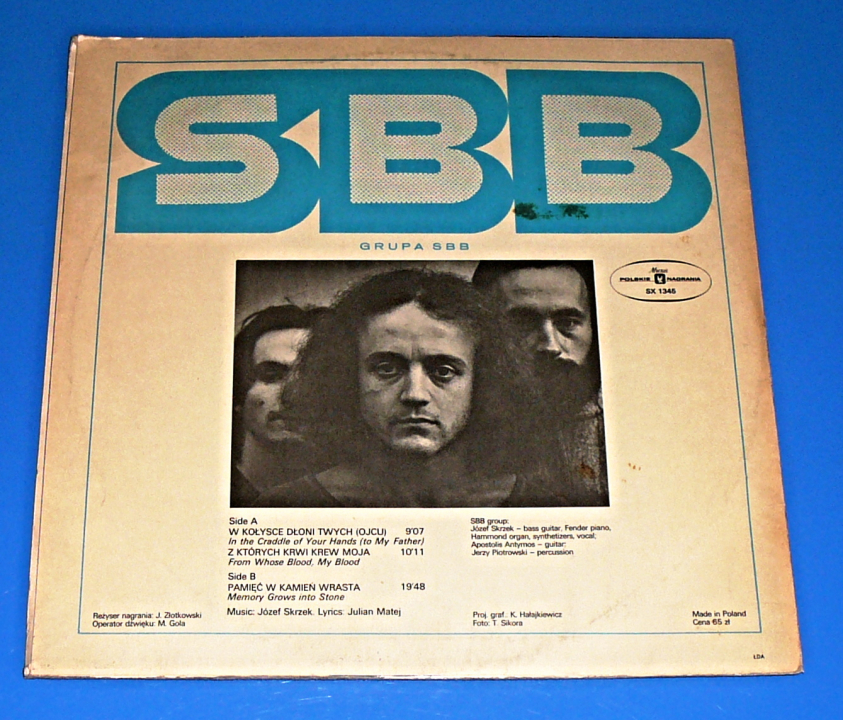 SBB
GRUPA SBB
Muza
POLSKIE NAGRANIA
SX 1345
Side A
W KOŁYSCE DŁONI TWYCH (OJCU) 9'07
In the Craddle of Your Hands (to My Father)
Z KTÓRYCH KRWI KREW MOJA 10'11
From Whose Blood, My Blood
Side B
PAMIĘĆ W KAMIEŃ WRASTA 19'48
Memory Grows into Stone
Music: Józef Skrzek. Lyrics: Julian Matej
SBB group:
Józef Skrzek – bass guitar, Fender piano,
Hammond organ, synthetizers, vocal;
Apostolis Antymos – guitar;
Jerzy Piotrowski – percussion
Reżyser nagrania: J. Złotkowski
Operator dźwięku: M. Gola
Proj. graf.: K. Hałajkiewicz
Foto: T. Sikora
Made in Poland
Cena 65 zł
LDA